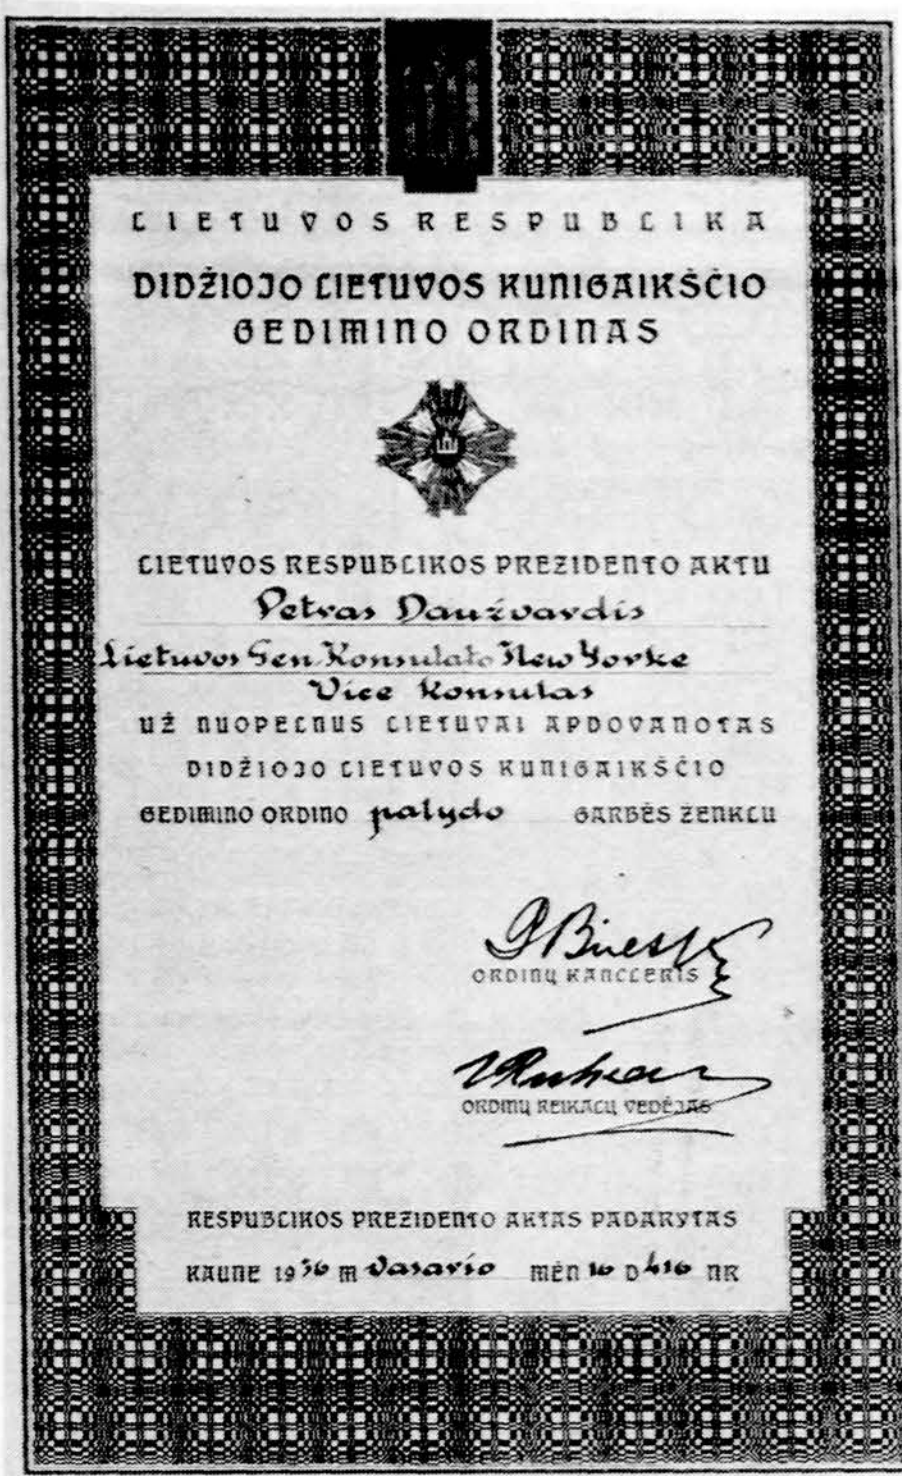 LIETUVOS RESPUBLIKA
DIDŽIOJO LIETUVOS KUNIGAIKŠČIO
GEDIMINO ORDINAS
LIETUVOS RESPUBLIKOS PREZIDENTO AKTU
Petras Daužvardis
Lietuvos Gen. Konsulato New Yorke
Vice Konsulas
UŽ NUOPELNUS LIETUVAI APDOVANOTAS
DIDŽIOJO LIETUVOS KUNIGAIKŠČIO
GEDIMINO ORDINO palydo GARBĖS ŽENKLU
ORDINŲ KANCLERIS
ORDINŲ REIKALŲ VEDĖJAS
RESPUBLIKOS PREZIDENTO AKTAS PADARYTAS
KAUNE 1936 M vasario MĖN 16 D 416 NR